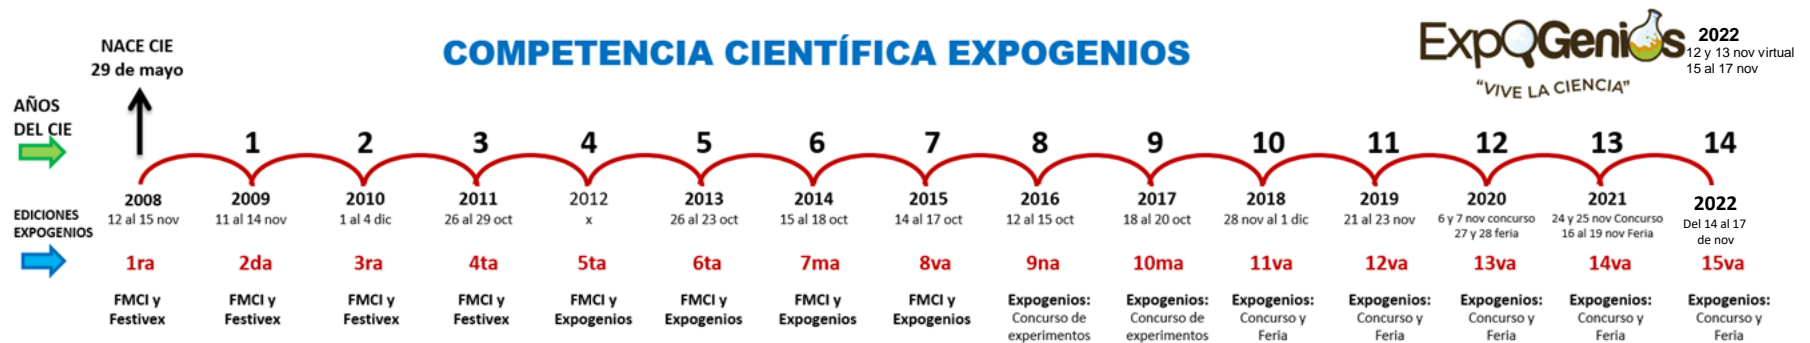 NACE CIE
29 de mayo
COMPETENCIA CIENTÍFICA EXPOGENIOS
ExpoGenios
"VIVE LA CIENCIA"
2022
12 y 13 nov virtual
15 al 17 nov
AÑOS
DEL CIE
1 2 3 4 5 6 7 8 9 10 11 12 13 14
EDICIONES
EXPOGENIOS
2008
12 al 15 nov
1ra
FMCI y
Festivex
2009
11 al 14 nov
2da
FMCI y
Festivex
2010
1 al 4 dic
3ra
FMCI y
Festivex
2011
26 al 29 oct
4ta
FMCI y
Festivex
2012
x
5ta
FMCI y
Expogenios
2013
26 al 23 oct
6ta
FMCI y
Expogenios
2014
15 al 18 oct
7ma
FMCI y
Expogenios
2015
14 al 17 oct
8va
FMCI y
Expogenios
2016
12 al 15 oct
9na
Expogenios:
Concurso de
experimentos
2017
18 al 20 oct
10ma
Expogenios:
Concurso de
experimentos
2018
28 nov al 1 dic
11va
Expogenios:
Concurso y
Feria
2019
21 al 23 nov
12va
Expogenios:
Concurso y
Feria
2020
6 y 7 nov concurso
27 y 28 feria
13va
Expogenios:
Concurso y
Feria
2021
24 y 25 nov Concurso
16 al 19 nov Feria
14va
Expogenios:
Concurso y
Feria
2022
Del 14 al 17
de nov
15va
Expogenios:
Concurso y
Feria